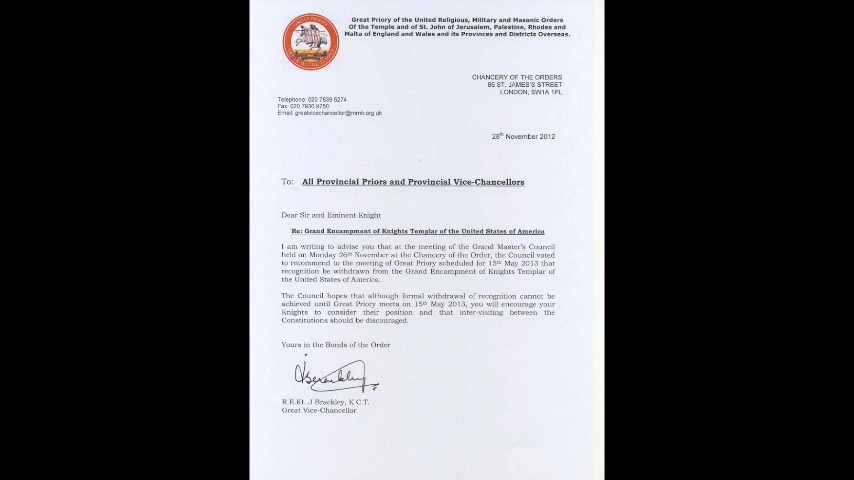 Great Priory of the United Religious, Military and Masonic Orders
Of the Temple and of St. John of Jerusalem, Palestine, Rhodes and
Malta of England and Wales and its Provinces and Districts Overseas.
CHANCERY OF THE ORDERS
86 ST. JAMES'S STREET
LONDON, SW1A 1PL
Telephone: 020 7839 5274
Fax: 020 7930 9750
Email: greatvicechancellor@mmh.org.uk
28th November 2012
To: All Provincial Priors and Provincial Vice-Chancellors
Dear Sir and Eminent Knight
Re: Grand Encampment of Knights Templar of the United States of America
I am writing to advise you that at the meeting of the Grand Master's Council
held on Monday 26th November at the Chancery of the Order, the Council voted
to recommend to the meeting of Great Priory scheduled for 15th May 2013 that
recognition be withdrawn from the Grand Encampment of Knights Templar of
the United States of America.
The Council hopes that although formal withdrawal of recognition cannot be
achieved until Great Priory meets on 15th May 2013, you will encourage your
Knights to consider their position and that inter-visiting between the
Constitutions should be discouraged.
Yours in the Bonds of the Order
R.E.Kt. J Brackley, K.C.T.
Great Vice-Chancellor